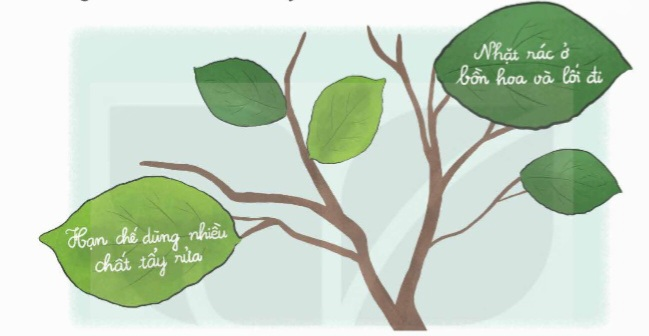 Nhặt rác ở
bồn hoa và lối đi
Hạn chế dùng nhiều
chất tẩy rửa